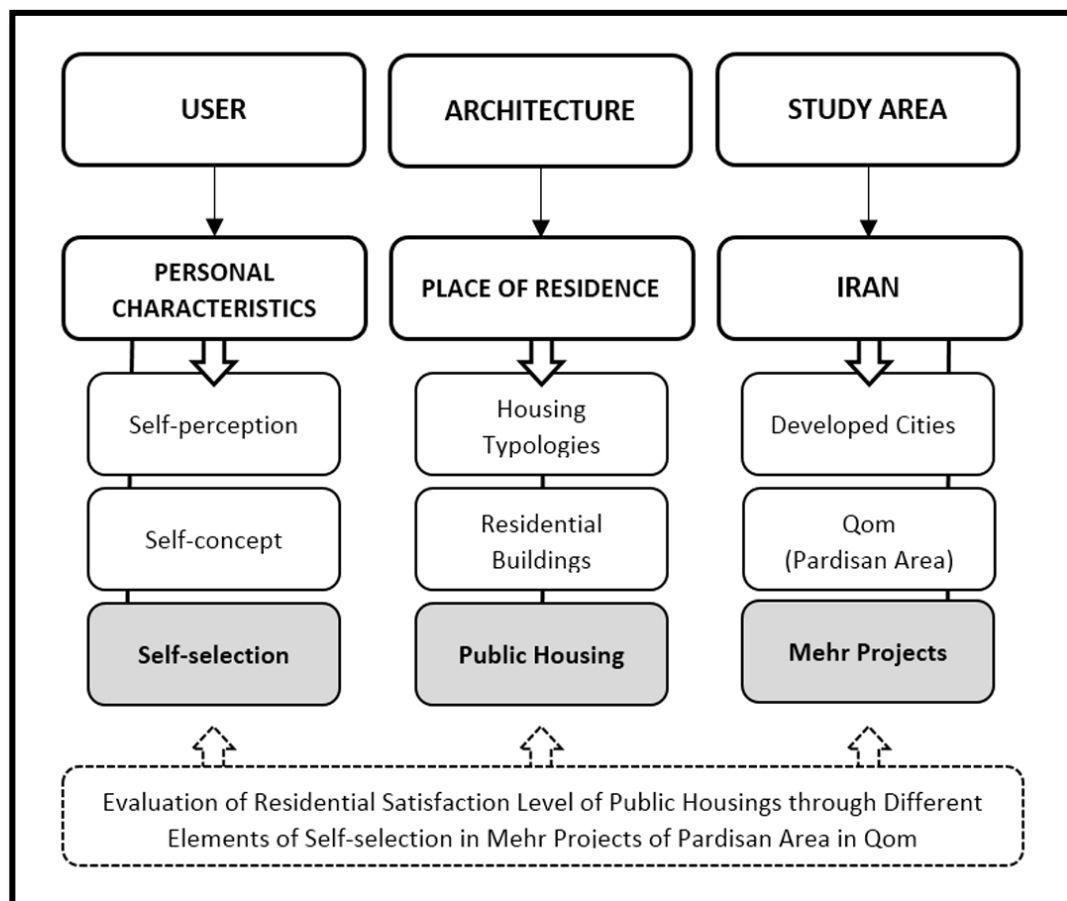 USER
ARCHITECTURE
STUDY AREA
PERSONAL
CHARACTERISTICS
PLACE OF RESIDENCE
IRAN
Self-perception
Housing
Typologies
Developed Cities
Self-concept
Residential
Buildings
Qom
(Pardisan Area)
Self-selection
Public Housing
Mehr Projects
Evaluation of Residential Satisfaction Level of Public Housings through Different
Elements of Self-selection in Mehr Projects of Pardisan Area in Qom